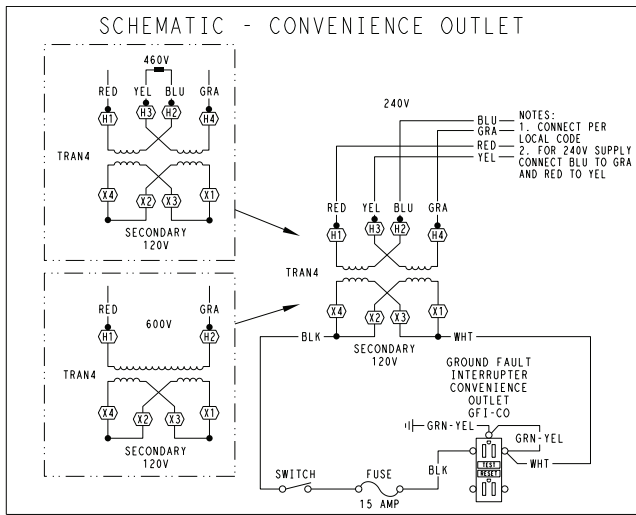 SCHEMATIC - CONVENIENCE OUTLET
460V
RED YEL BLU GRA
H1 H3 H2 H4
TRAN4
X4 X2 X3 X1
SECONDARY
120V
RED GRA
600V
H1 H2
TRAN4
X4 X2 X3 X1
SECONDARY
120V
240V
BLU
GRA
RED
YEL
NOTES:
1. CONNECT PER
LOCAL CODE
2. FOR 240V SUPPLY
CONNECT BLU TO GRA
AND RED TO YEL
RED YEL BLU GRA
H1 H3 H2 H4
TRAN4
X4 X2 X3 X1
BLK WHT
SECONDARY
120V
GROUND FAULT
INTERRUPTER
CONVENIENCE
OUTLET
GFI-CO
GRN-YEL
GRN-YEL
BLK WHT
TEST
RESET
SWITCH FUSE
15 AMP